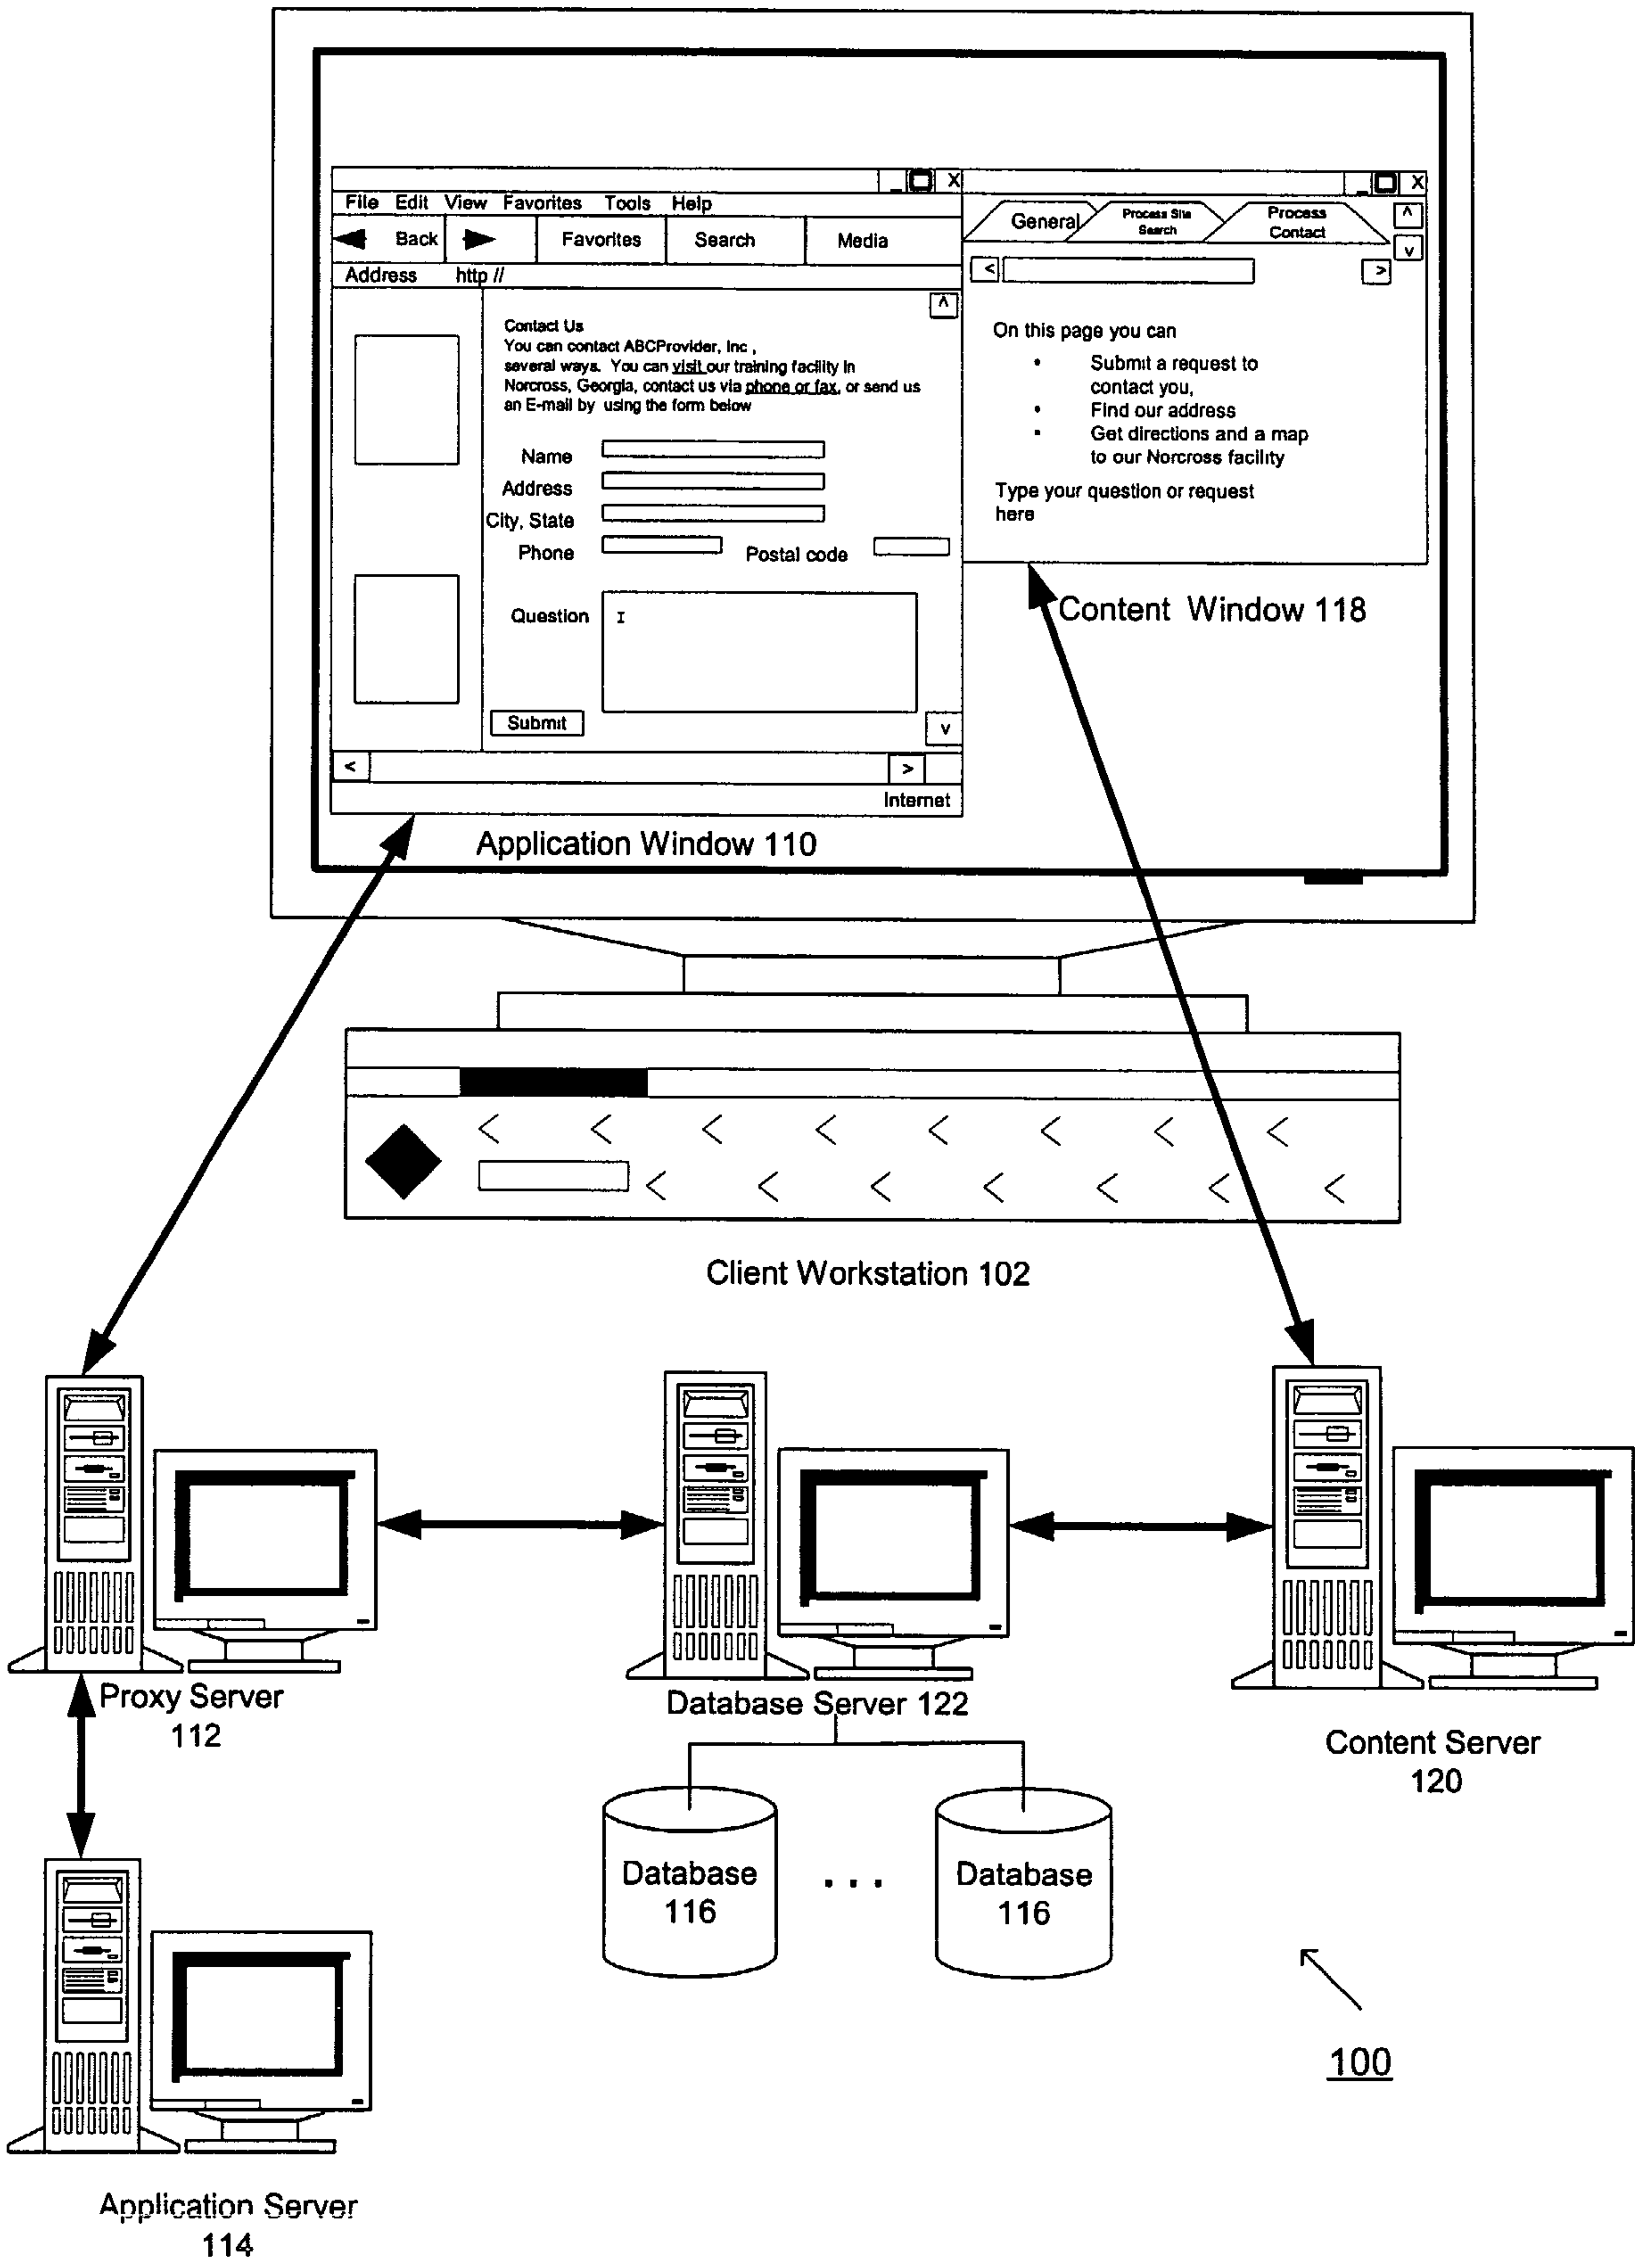 File Edit View Favorites Tools Help
Back Favorites Search Media
Address http //
Contact Us
You can contact ABCProvider, Inc ,
several ways. You can visit our training facility in
Norcross, Georgia, contact us via phone or fax, or send us
an E-mail by using the form below
Name
Address
City, State
Phone Postal code
Question
Submit
Internet
General
Process Site
Search
Process
Contact
On this page you can
• Submit a request to
contact you,
• Find our address
• Get directions and a map
to our Norcross facility
Type your question or request
here
Content Window 118
Application Window 110
Client Workstation 102
Proxy Server
112
Database Server 122
Content Server
120
Database
116
. . .
Database
116
100
Application Server
114